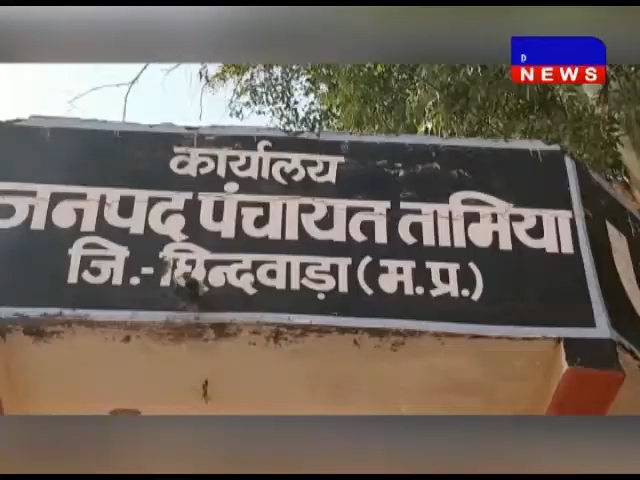 D
NEWS
कार्यालय
जनपद पंचायत तामिया
जि.-छिन्दवाड़ा (म.प्र.)